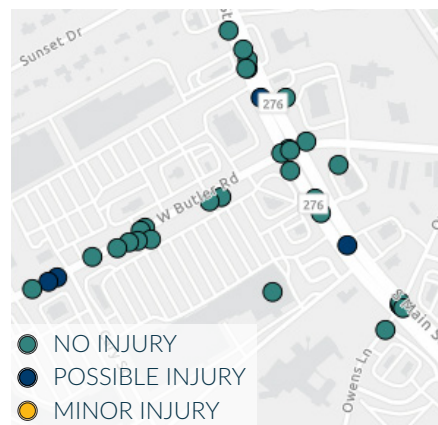 St
Sunset Dr
276
W Butler Rd
276
S Main S
Owens Ln
NO INJURY
POSSIBLE INJURY
MINOR INJURY